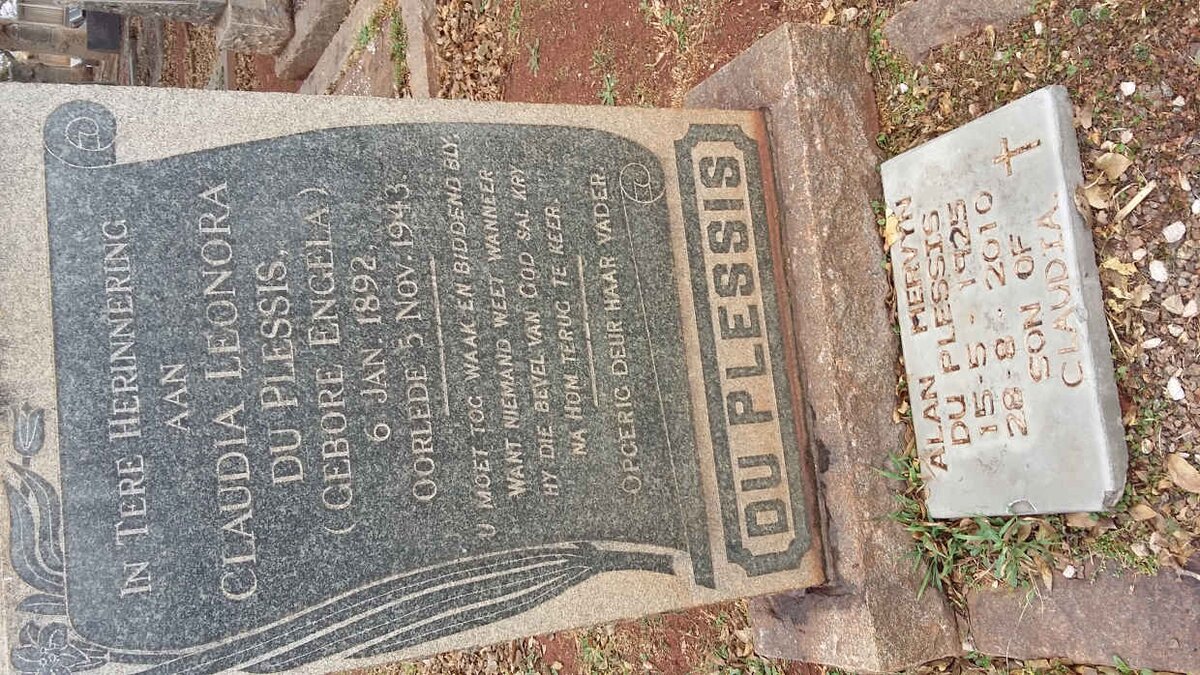 IN TERE HERINNERING
AAN
CLAUDIA LEONORA
DU PLESSIS.
(GEBORE ENGELA)
6 JAN. 1892.
OORLEDE 3 NOV. 1943.
U MOET TOG WAAK EN BIDDEND BLY.
WANT NIEMAND WEET WANNEER
HY DIE BEVEL VAN GOD SAL KRY
NA HOM TERUG TE KEER.
OPGERIG DEUR HAAR VADER
DU PLESSIS
ALAN MERVYN
DU PLESSIS
15-5-1925
28-8-2010
SON OF
CLAUDIA